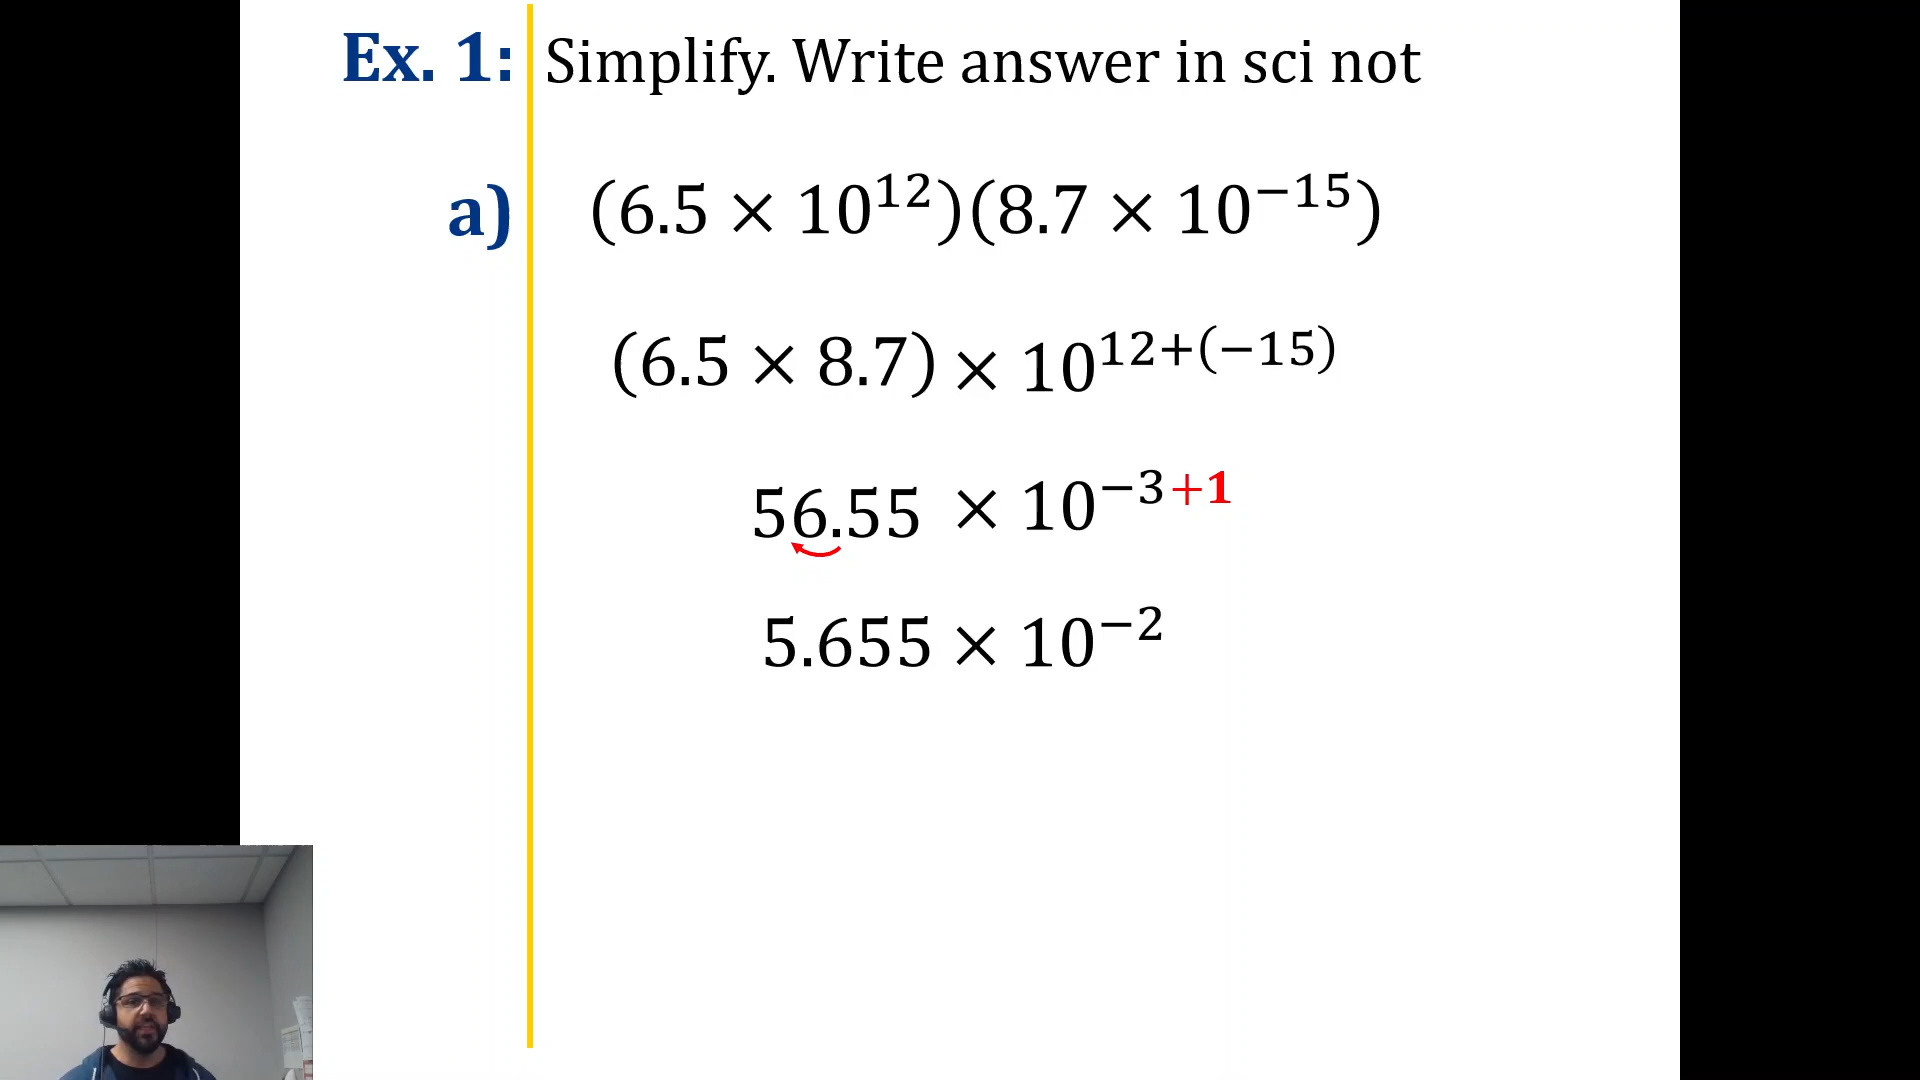 Ex. 1: Simplify. Write answer in sci not
a) (6.5 × 10¹²)(8.7 × 10⁻¹⁵)
(6.5 × 8.7) × 10¹²⁺⁽⁻¹⁵⁾
56.55 × 10⁻³⁺¹
5.655 × 10⁻²